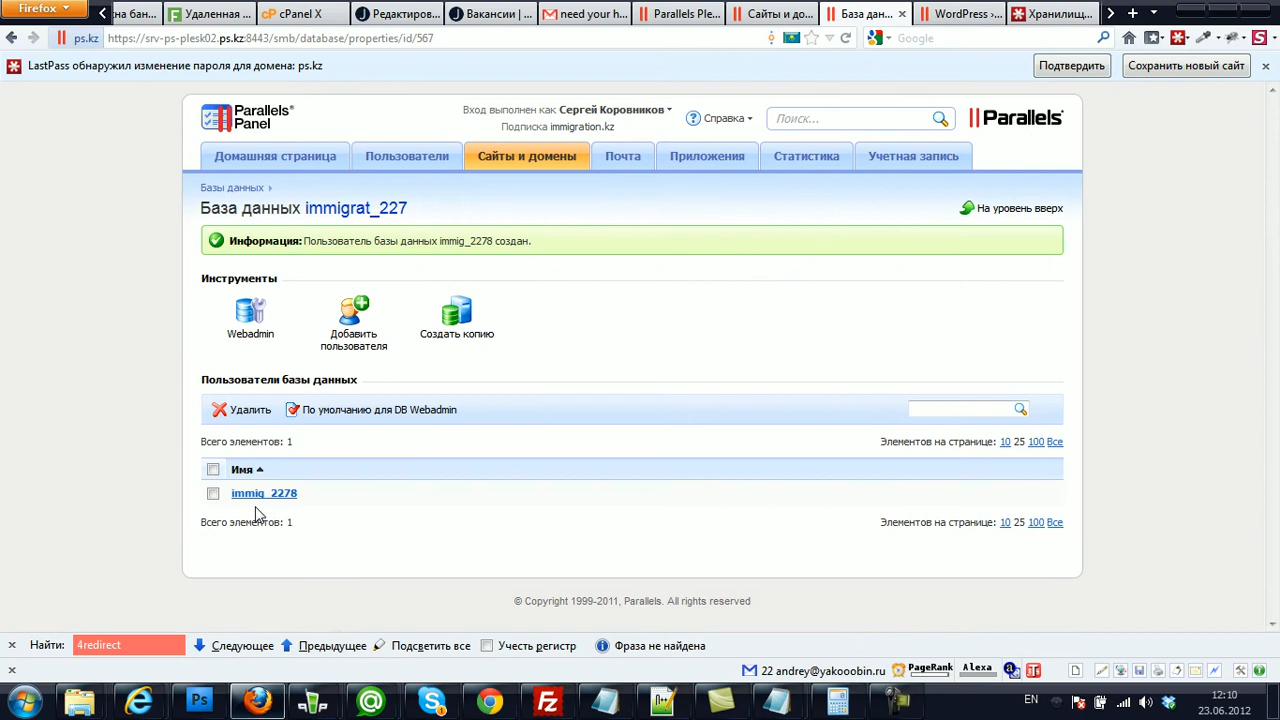 Firefox
на бан...
Удаленная ...
cPanel X
Редактиров...
Вакансии | ...
need you h...
Parallels Ple...
Сайты и до...
База дан...
WordPress ›...
Хранилищ...
ps.kz
https://srv-ps-plesk02.ps.kz:8443/smb/database/properties/id/567
Google
LastPass обнаружил изменение пароля для домена: ps.kz
Подтвердить
Сохранить новый сайт
Parallels®
Panel
Вход выполнен как Сергей Коровников
Подписка immigration.kz
Справка
Поиск...
Parallels
Домашняя страница
Пользователи
Сайты и домены
Почта
Приложения
Статистика
Учетная запись
Базы данных
База данных immigrat_227
На уровень вверх
Информация: Пользователь базы данных immig_2278 создан.
Инструменты
Webadmin
Добавить
пользователя
Создать копию
Пользователи базы данных
Удалить
По умолчанию для DB Webadmin
Всего элементов: 1
Элементов на странице: 10 25 100 Все
Имя
immig_2278
Всего элементов: 1
Элементов на странице: 10 25 100 Все
© Copyright 1999-2011, Parallels. All rights reserved
Найти:
4redirect
Следующее
Предыдущее
Подсветить все
Учесть регистр
Фраза не найдена
22 andrey@yakooobin.ru
PageRank
Alexa
EN
12:10
23.06.2012